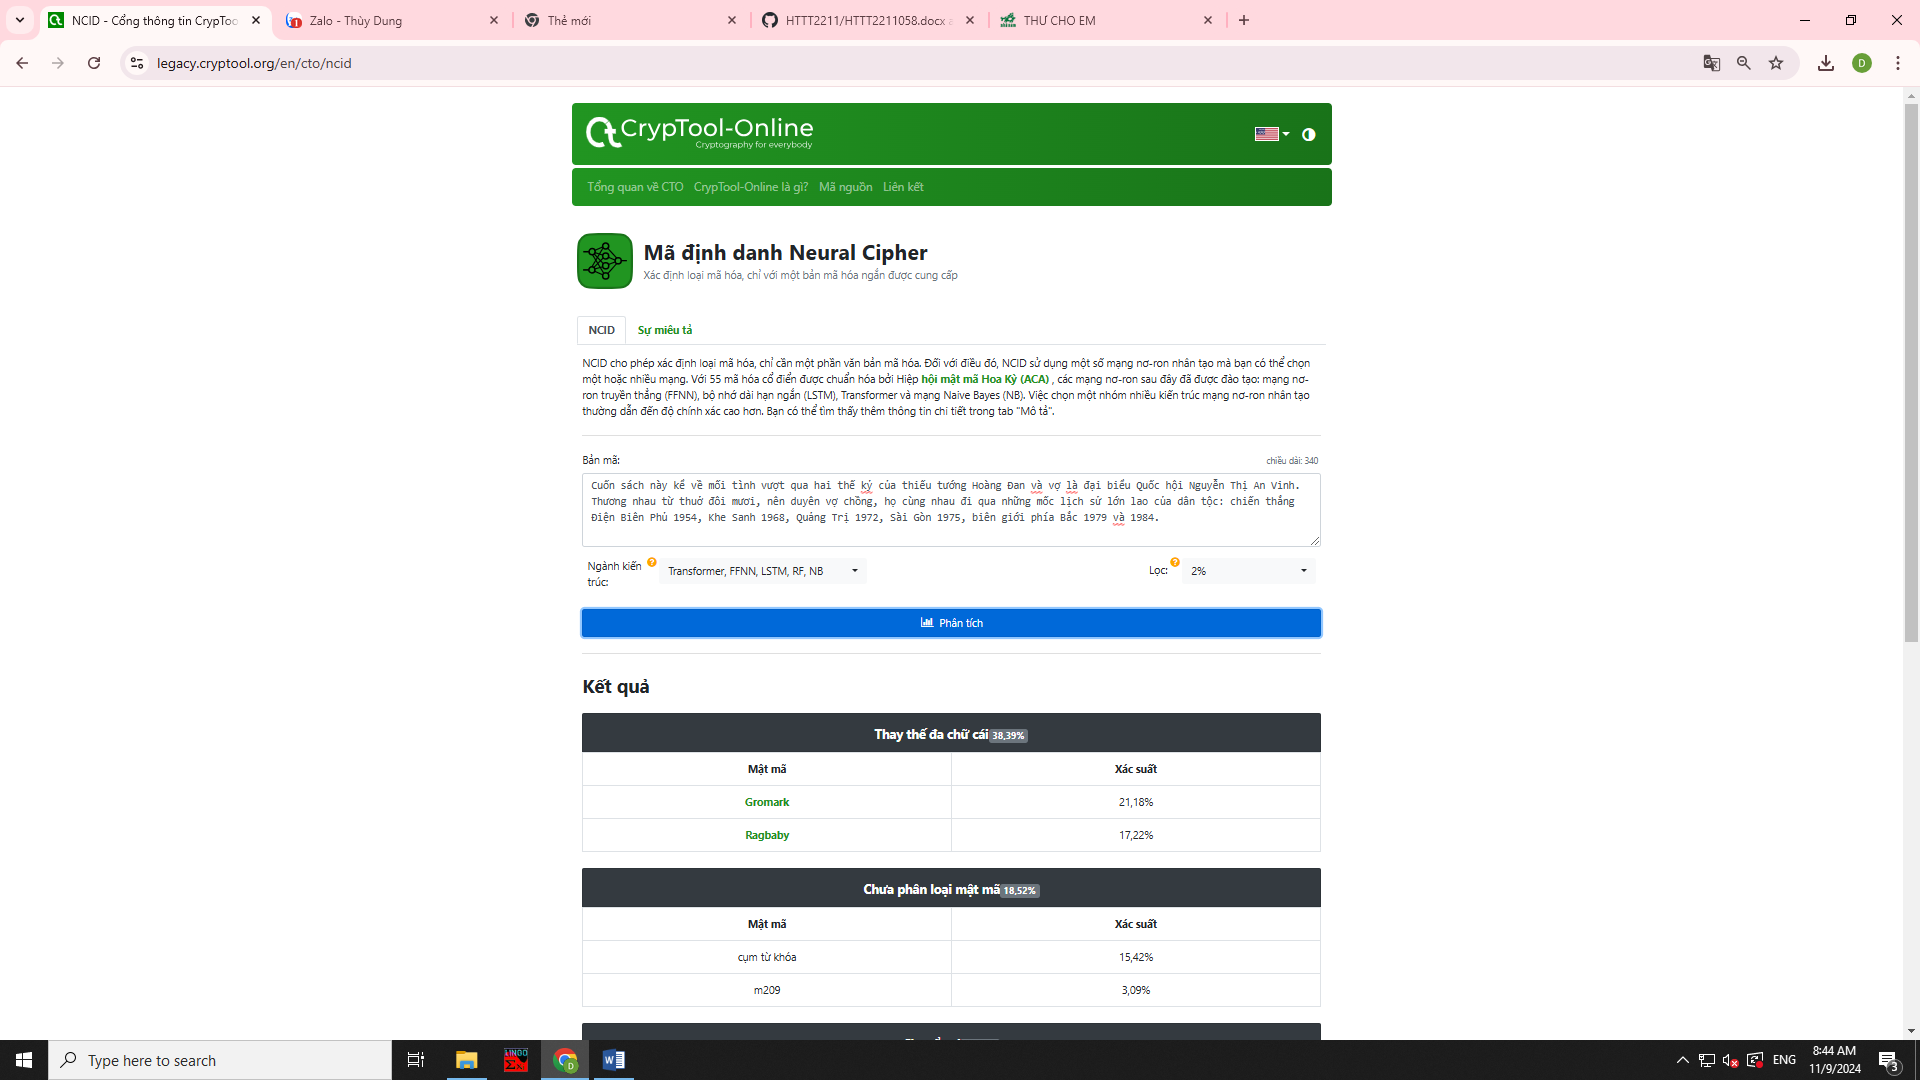 NCID - Cổng thông tin CrypToo
Zalo - Thùy Dung
Thẻ mới
HTTT2211/HTTT2211058.docx a
THƯ CHO EM
legacy.cryptool.org/en/cto/ncid
D
CrypTool-Online
Cryptography for everybody
Tổng quan về CTO CrypTool-Online là gì? Mã nguồn Liên kết
Mã định danh Neural Cipher
Xác định loại mã hóa, chỉ với một bản mã hóa ngắn được cung cấp
NCID Sự miêu tả
NCID cho phép xác định loại mã hóa, chỉ cần một phần văn bản mã hóa. Đối với điều đó, NCID sử dụng một số mạng nơ-ron nhân tạo mà bạn có thể chọn
một hoặc nhiều mạng. Với 55 mã hóa cổ điển được chuẩn hóa bởi Hiệp hội mật mã Hoa Kỳ (ACA) , các mạng nơ-ron sau đây đã được đào tạo: mạng nơ-
ron truyền thẳng (FFNN), bộ nhớ dài hạn ngắn (LSTM), Transformer và mạng Naive Bayes (NB). Việc chọn một nhóm nhiều kiến trúc mạng nơ-ron nhân tạo
thường dẫn đến độ chính xác cao hơn. Bạn có thể tìm thấy thêm thông tin chi tiết trong tab "Mô tả".
Bản mã:
chiều dài: 340
Cuốn sách này kể về mối tình vượt qua hai thế kỷ của thiếu tướng Hoàng Đan và vợ là đại biểu Quốc hội Nguyễn Thị An Vinh.
Thương nhau từ thuở đôi mươi, nên duyên vợ chồng, họ cùng nhau đi qua những mốc lịch sử lớn lao của dân tộc: chiến thắng
Điện Biên Phủ 1954, Khe Sanh 1968, Quảng Trị 1972, Sài Gòn 1975, biên giới phía Bắc 1979 và 1984.
Ngành kiến
trúc:
Transformer, FFNN, LSTM, RF, NB
Lọc:
2%
Phân tích
Kết quả
Thay thế đa chữ cái 38,39%
Mật mã Xác suất
Gromark 21,18%
Ragbaby 17,22%
Chưa phân loại mật mã 18,52%
Mật mã Xác suất
cụm từ khóa 15,42%
m209 3,09%
Type here to search
LINGO
ENG
8:44 AM
11/9/2024
3